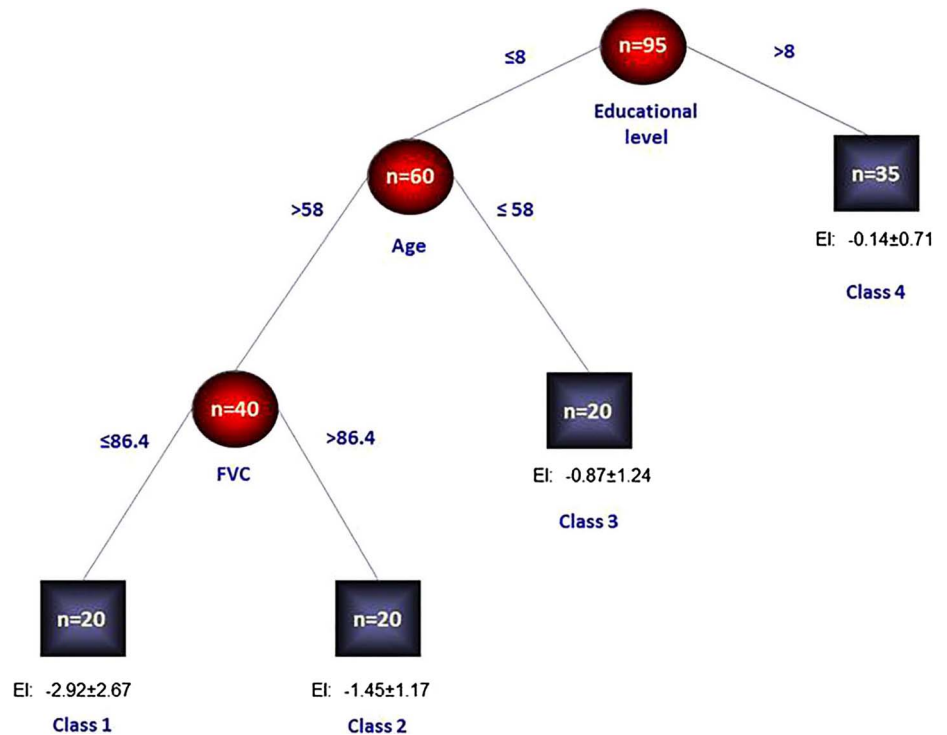 n=95
≤8
>8
Educational
level
n=60
n=35
>58
≤ 58
Age
EI: -0.14±0.71
Class 4
n=40
n=20
≤86.4
>86.4
FVC
EI: -0.87±1.24
Class 3
n=20
n=20
EI: -2.92±2.67
EI: -1.45±1.17
Class 1
Class 2